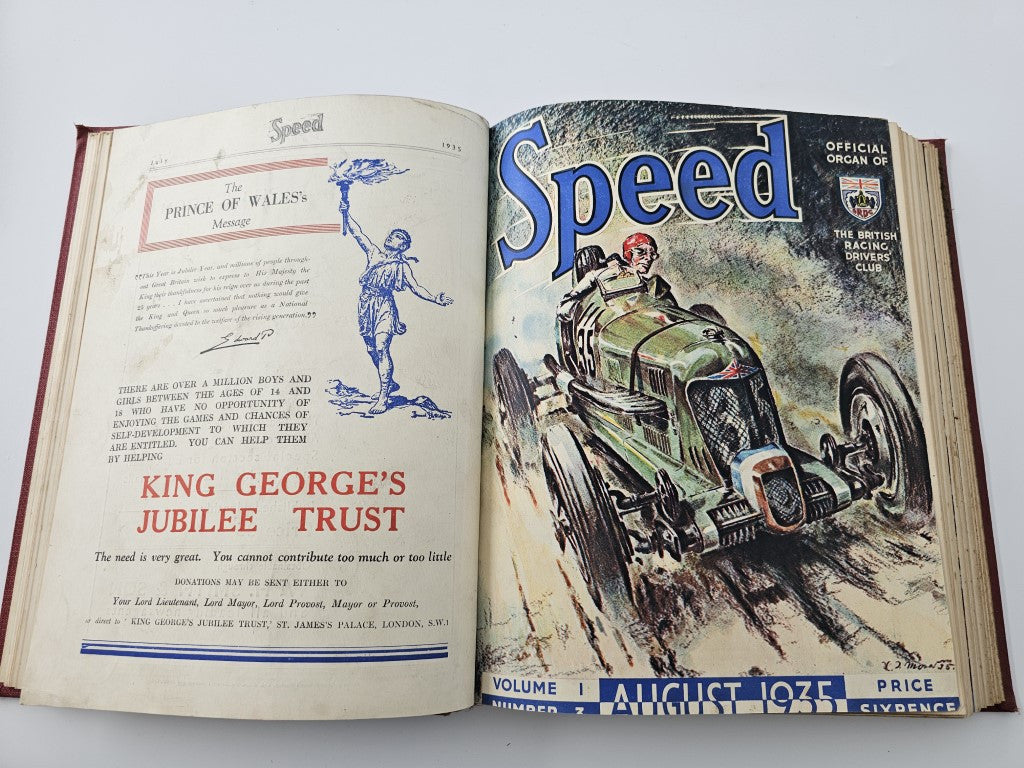 Speed
July 1935
The
PRINCE OF WALES's
Message
“This Year is Jubilee Year, and millions of people through-
out Great Britain wish to express to His Majesty the
King their thankfulness for his reign over us during the past
25 years . . . I have ascertained that nothing would give
the King and Queen so much pleasure as a National
Thanksgiving devoted to the welfare of the rising generation.”
Edward P
THERE ARE OVER A MILLION BOYS AND
GIRLS BETWEEN THE AGES OF 14 AND
18 WHO HAVE NO OPPORTUNITY OF
ENJOYING THE GAMES AND CHANCES OF
SELF-DEVELOPMENT TO WHICH THEY
ARE ENTITLED. YOU CAN HELP THEM
BY HELPING
KING GEORGE'S
JUBILEE TRUST
The need is very great. You cannot contribute too much or too little
DONATIONS MAY BE SENT EITHER TO
Your Lord Lieutenant, Lord Mayor, Lord Provost, Mayor or Provost,
or direct to ' KING GEORGE'S JUBILEE TRUST,' ST. JAMES'S PALACE, LONDON, S.W.1
Speed
OFFICIAL
ORGAN OF
BRDC
THE BRITISH
RACING
DRIVERS'
CLUB
35
VOLUME 1
NUMBER 3
AUGUST 1935
PRICE
SIXPENCE